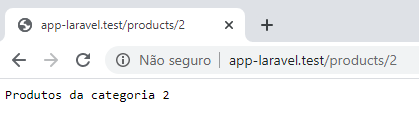 app-laravel.test/products/2
Não seguro | app-laravel.test/products/2
Produtos da categoria 2